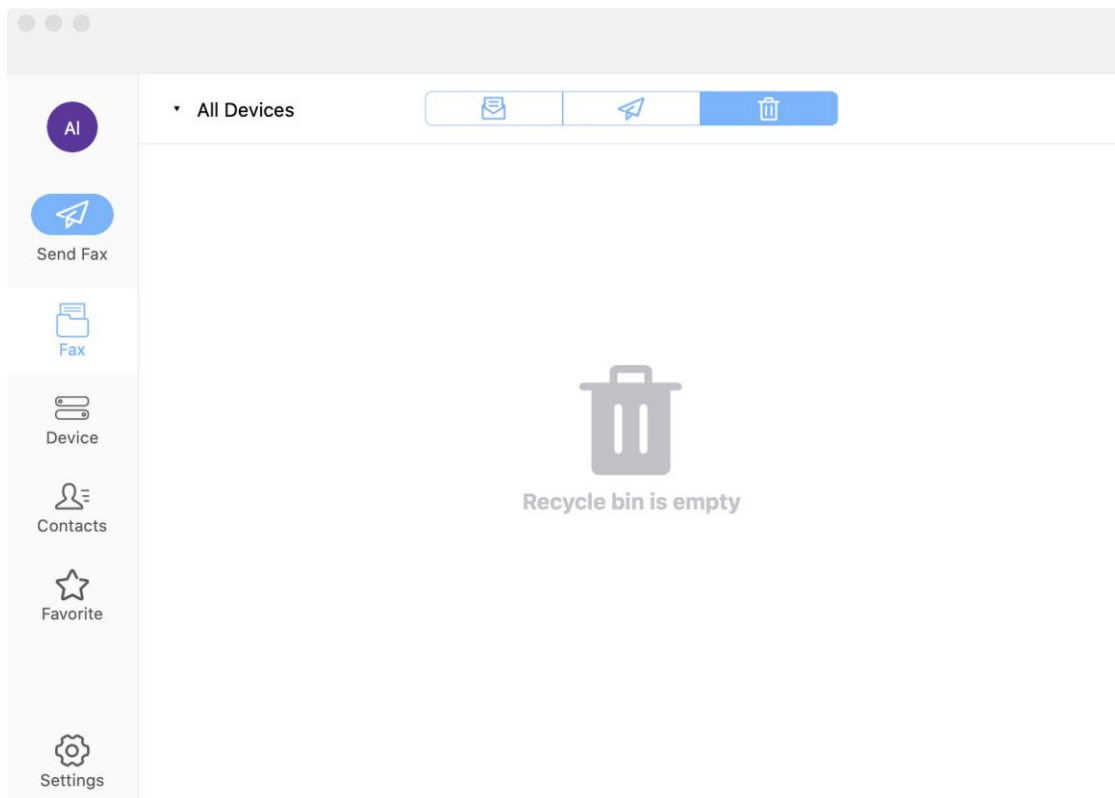 AI
All Devices
Send Fax
Fax
Device
Contacts
Favorite
Settings
Recycle bin is empty